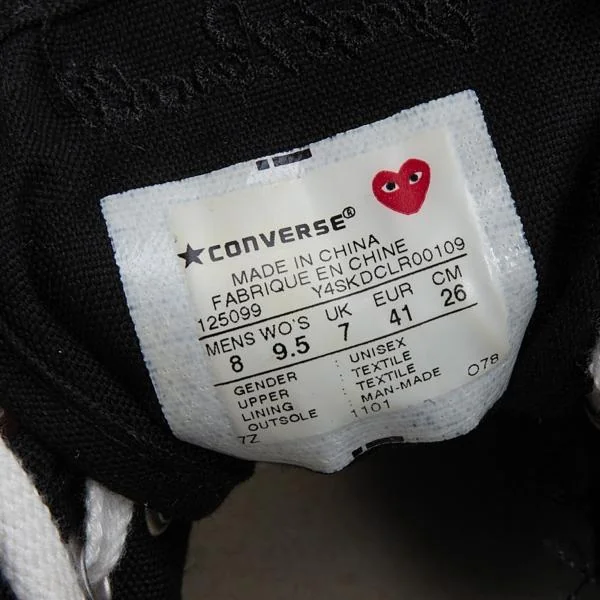 ★CONVERSE®
MADE IN CHINA
FABRIQUE EN CHINE
125099 Y4SKDCLR00109
MENS WO'S UK EUR CM
8 9.5 7 41 26
GENDER : UNISEX
UPPER : TEXTILE
LINING : TEXTILE
OUTSOLE : MAN-MADE 078
7Z 1101